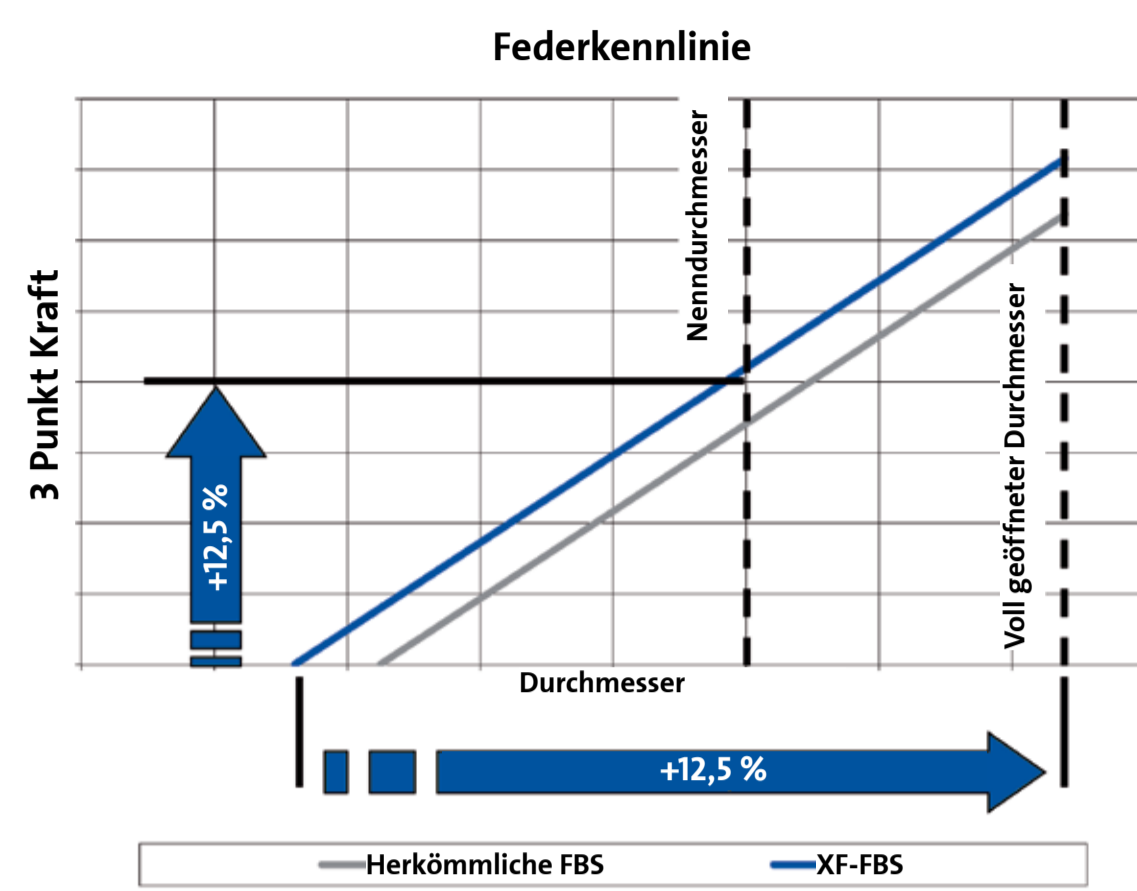 Federkennlinie
3 Punkt Kraft
Nenndurchmesser
Voll geöffneter Durchmesser
+12,5 %
Durchmesser
+12,5 %
Herkömmliche FBS
XF-FBS